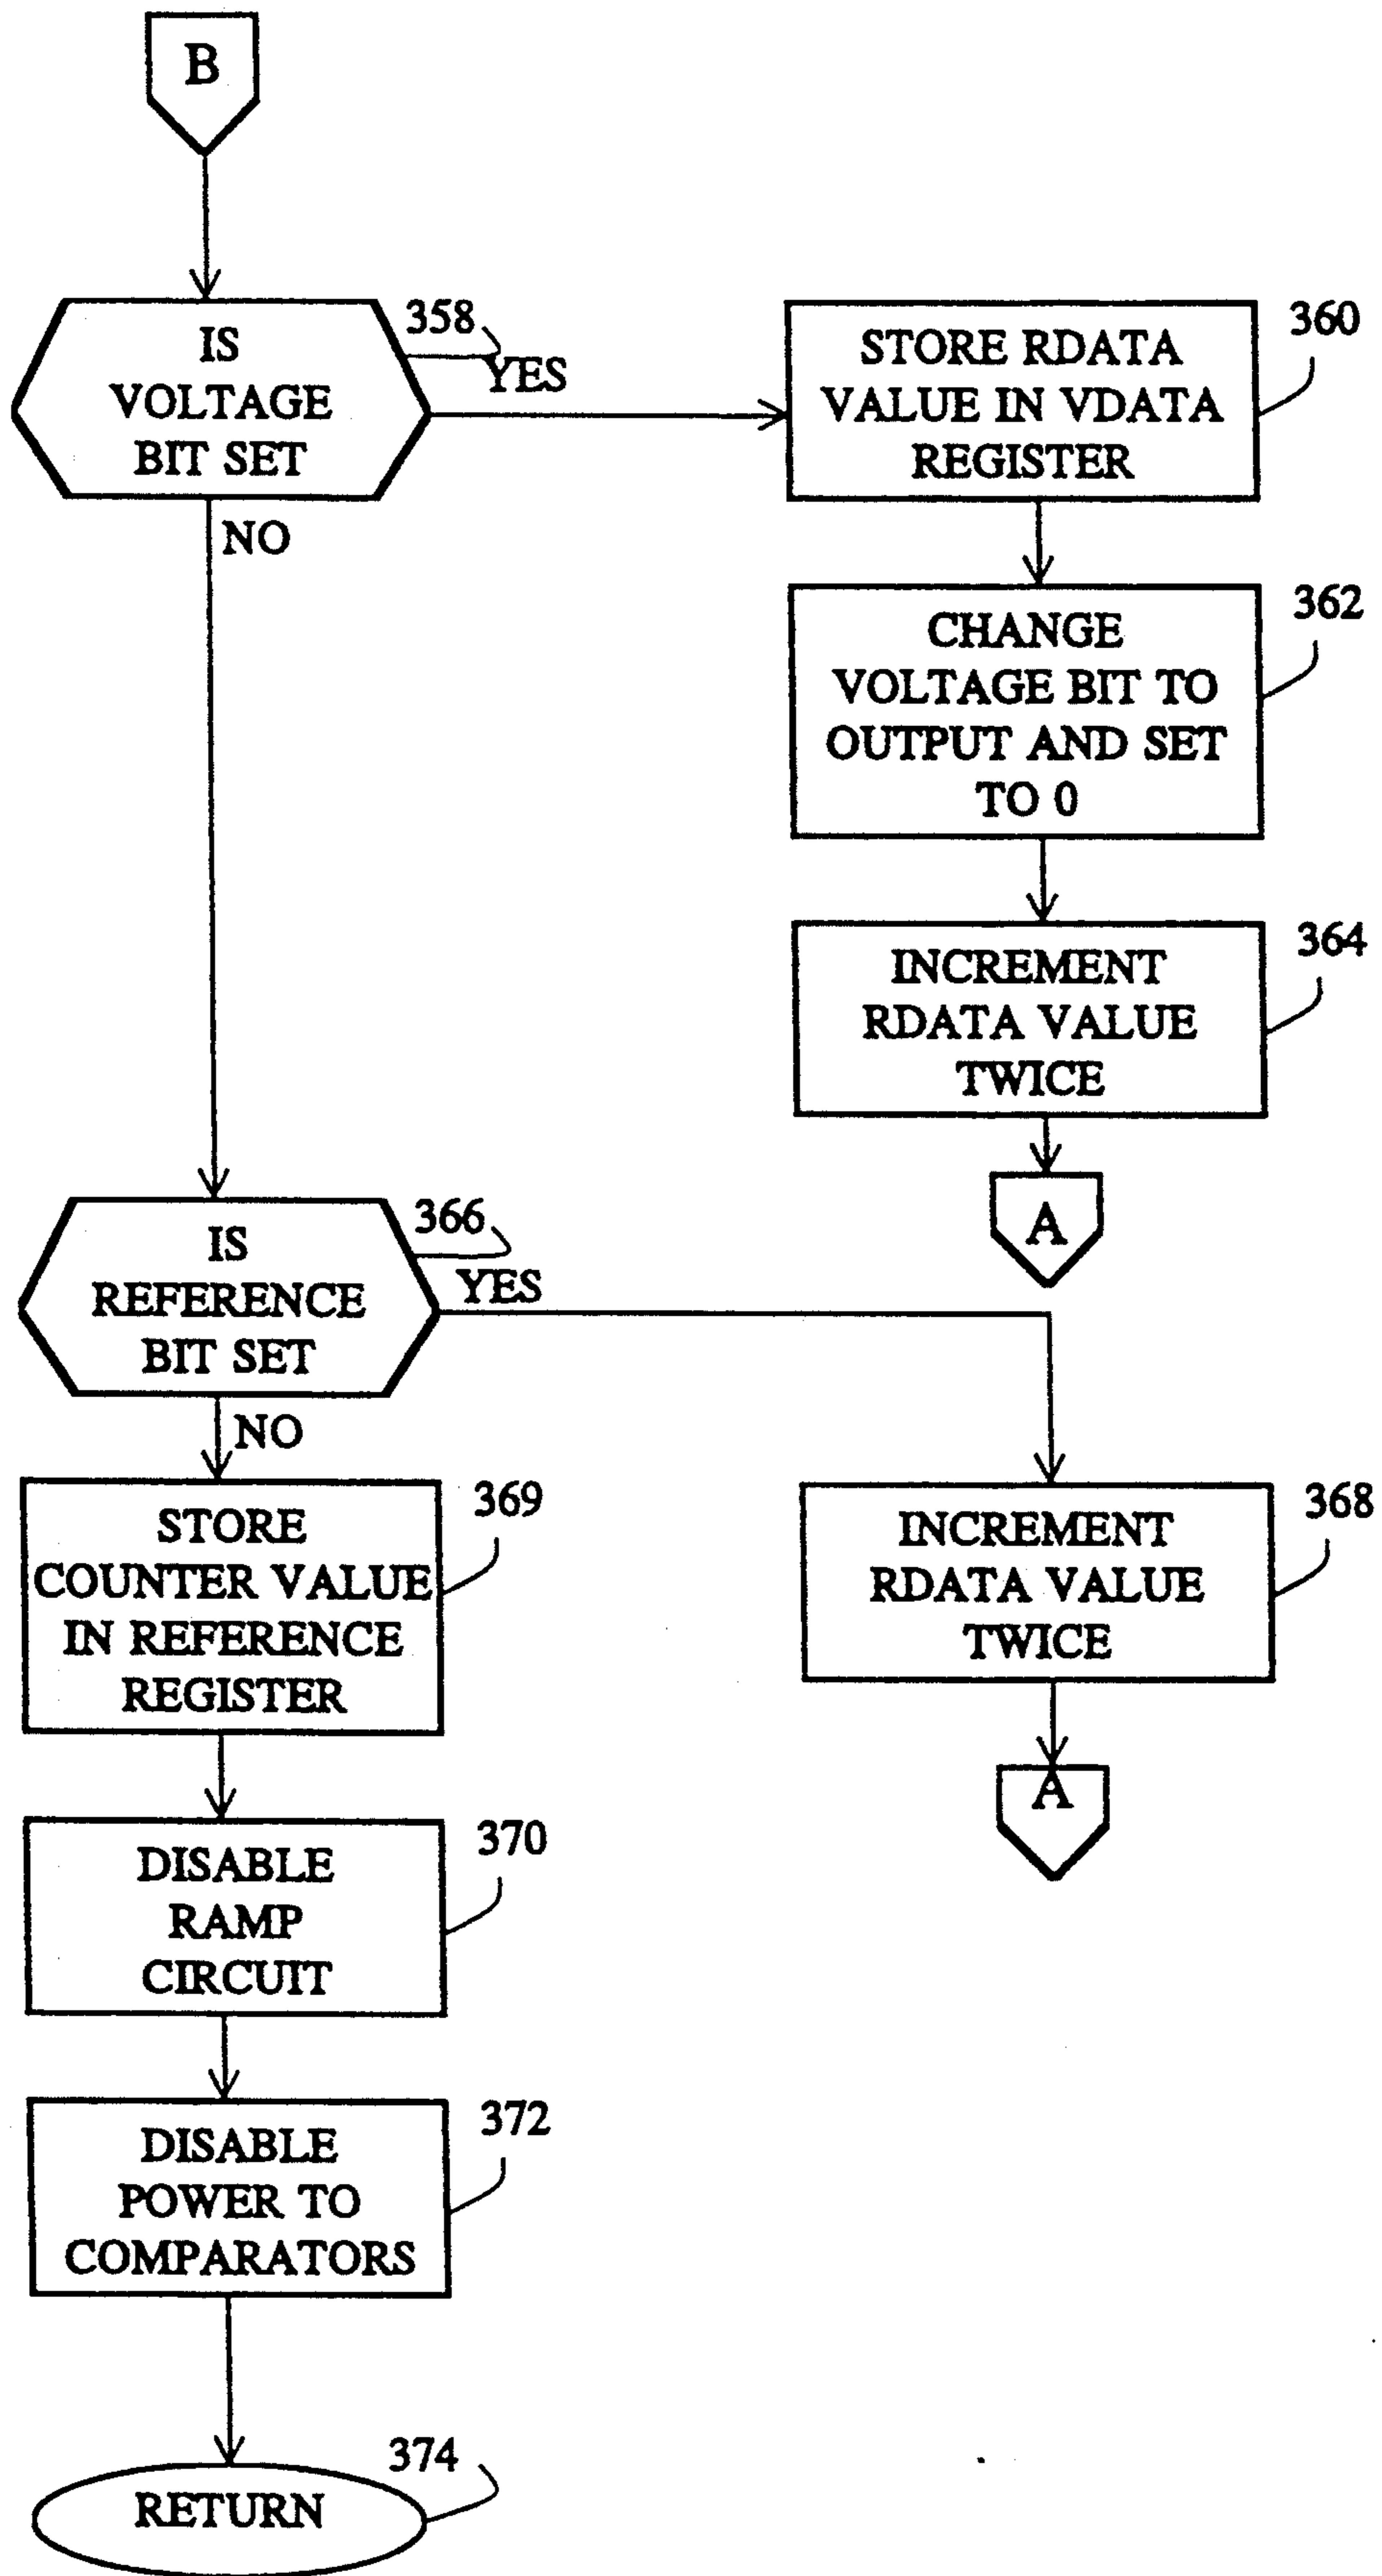 B
IS
VOLTAGE
BIT SET
358
YES
NO
STORE RDATA
VALUE IN VDATA
REGISTER
360
CHANGE
VOLTAGE BIT TO
OUTPUT AND SET
TO 0
362
INCREMENT
RDATA VALUE
TWICE
364
A
IS
REFERENCE
BIT SET
366
YES
NO
INCREMENT
RDATA VALUE
TWICE
368
A
STORE
COUNTER VALUE
IN REFERENCE
REGISTER
369
DISABLE
RAMP
CIRCUIT
370
DISABLE
POWER TO
COMPARATORS
372
RETURN
374